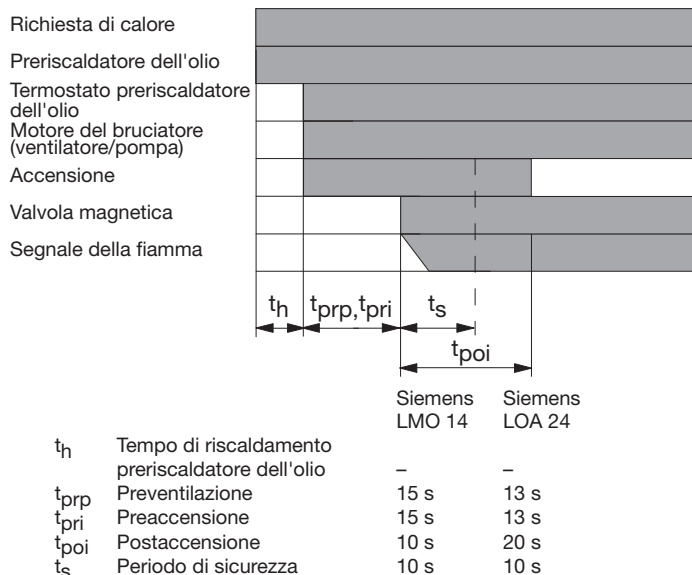 Richiesta di calore
Preriscaldatore dell'olio
Termostato preriscaldatore
dell'olio
Motore del bruciatore
(ventilatore/pompa)
Accensione
Valvola magnetica
Segnale della fiamma
th tprp,tpri ts
tpoi
Siemens Siemens
LMO 14 LOA 24
th Tempo di riscaldamento
preriscaldatore dell'olio – –
tprp Preventilazione 15 s 13 s
tpri Preaccensione 15 s 13 s
tpoi Postaccensione 10 s 20 s
ts Periodo di sicurezza 10 s 10 s